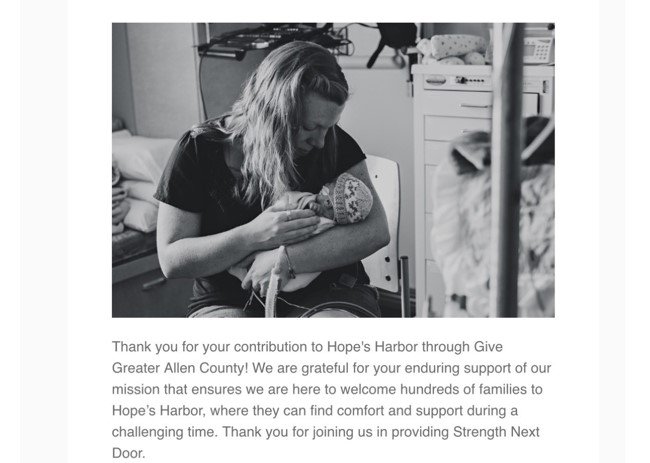 Thank you for your contribution to Hope's Harbor through Give
Greater Allen County! We are grateful for your enduring support of our
mission that ensures we are here to welcome hundreds of families to
Hope’s Harbor, where they can find comfort and support during a
challenging time. Thank you for joining us in providing Strength Next
Door.